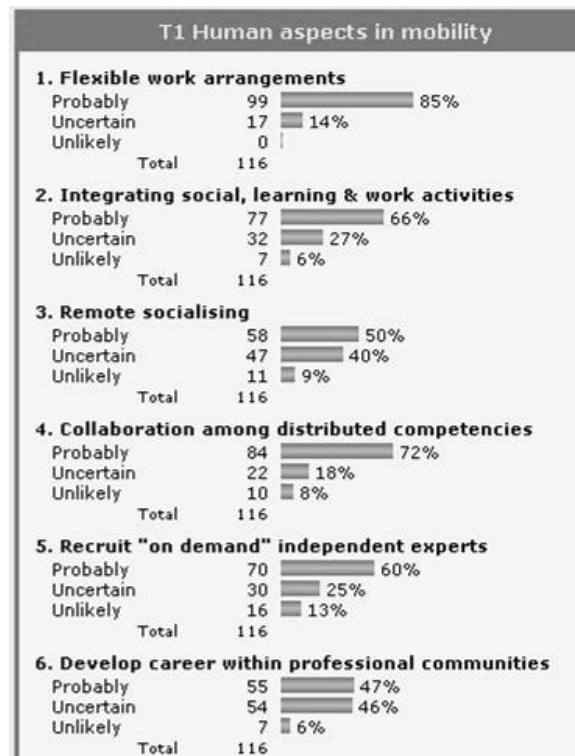 T1 Human aspects in mobility
1. Flexible work arrangements
Probably 99 85%
Uncertain 17 14%
Unlikely 0
Total 116
2. Integrating social, learning & work activities
Probably 77 66%
Uncertain 32 27%
Unlikely 7 6%
Total 116
3. Remote socialising
Probably 58 50%
Uncertain 47 40%
Unlikely 11 9%
Total 116
4. Collaboration among distributed competencies
Probably 84 72%
Uncertain 22 18%
Unlikely 10 8%
Total 116
5. Recruit "on demand" independent experts
Probably 70 60%
Uncertain 30 25%
Unlikely 16 13%
Total 116
6. Develop career within professional communities
Probably 55 47%
Uncertain 54 46%
Unlikely 7 6%
Total 116